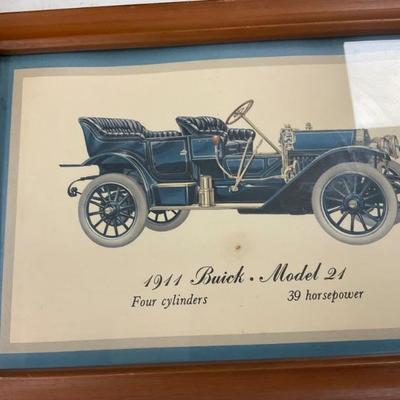 1911 Buick . Model 21
Four cylinders 39 horsepower